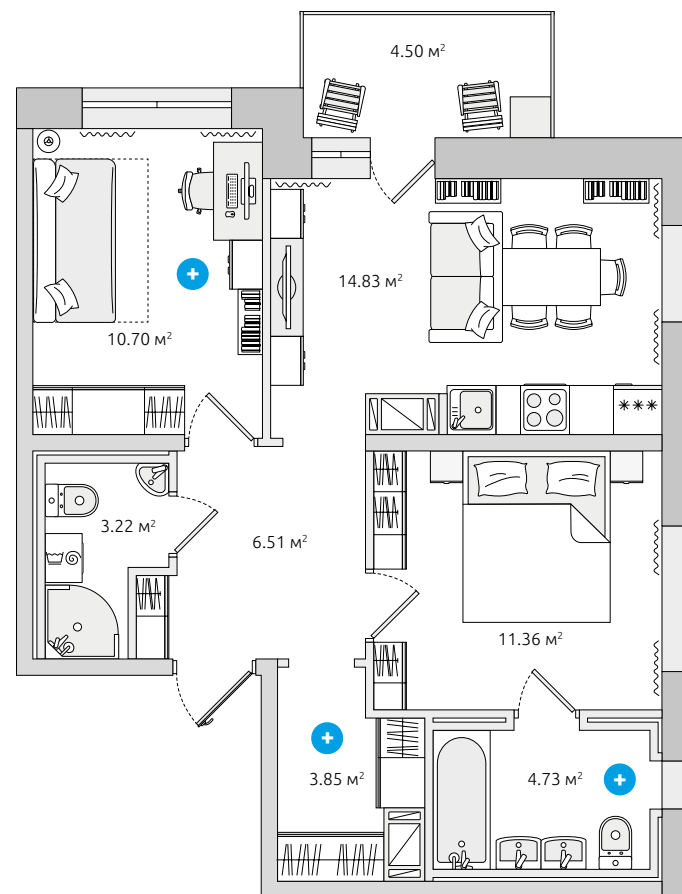 4.50 м²
14.83 м²
10.70 м²
3.22 м²
6.51 м²
11.36 м²
3.85 м²
4.73 м²